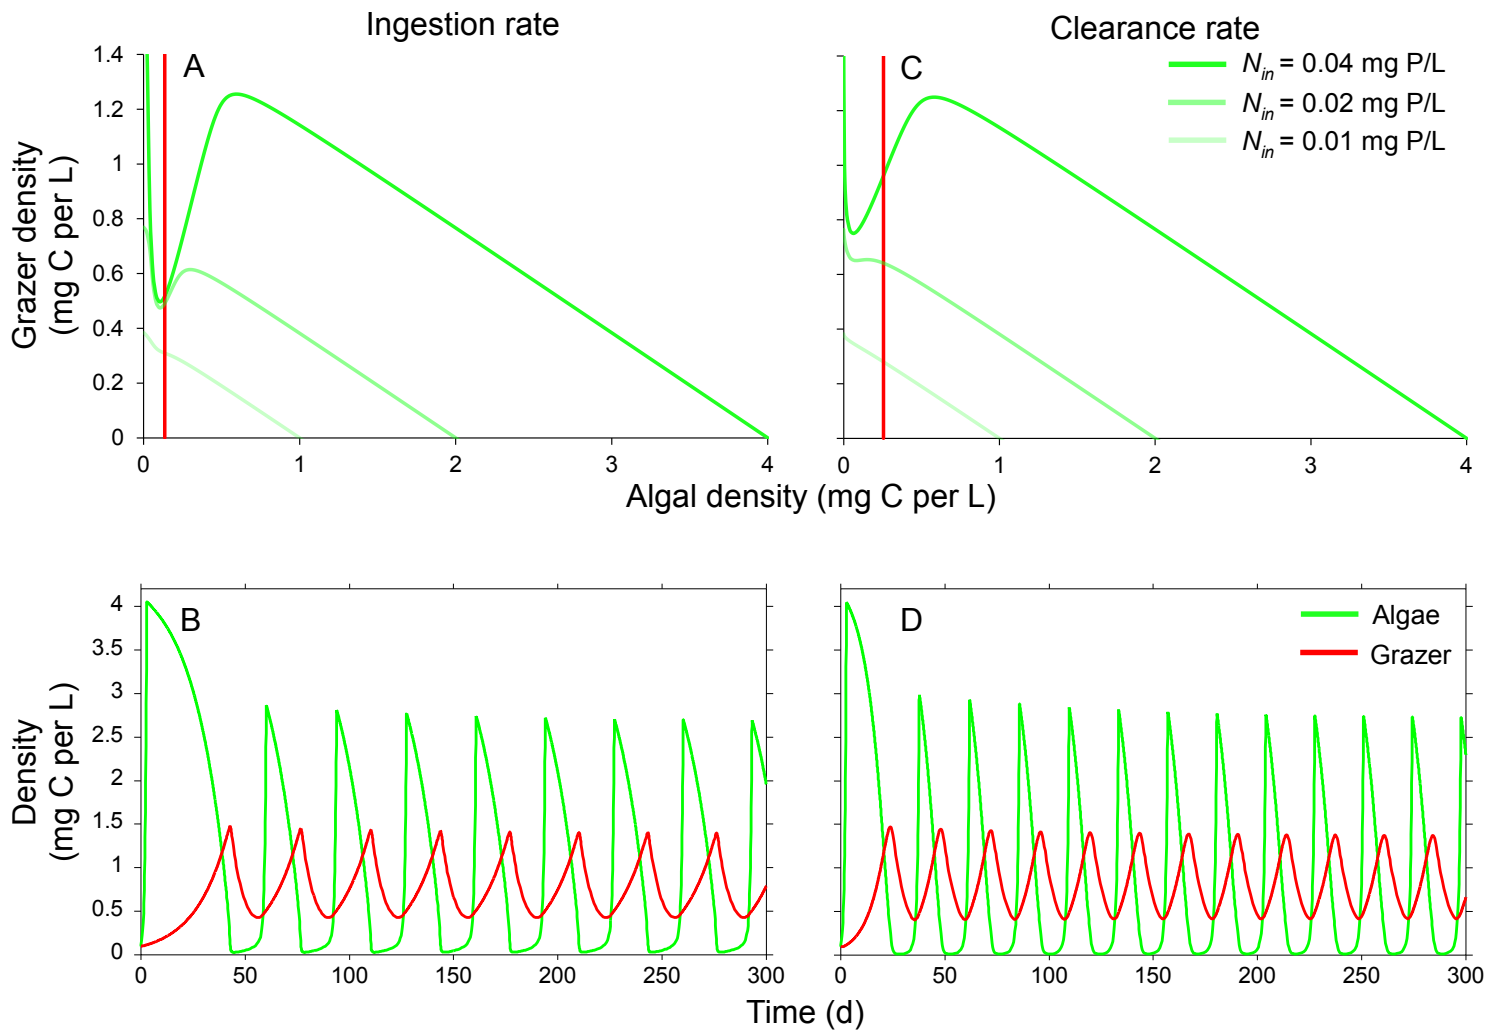 Ingestion rate
Clearance rate
A
C
N_in = 0.04 mg P/L
N_in = 0.02 mg P/L
N_in = 0.01 mg P/L
Grazer density
(mg C per L)
1.4
1.2
1
0.8
0.6
0.4
0.2
0
0 1 2 3 4
0 1 2 3 4
Algal density (mg C per L)
B
D
Algae
Grazer
Density
(mg C per L)
4
3.5
3
2.5
2
1.5
1
0.5
0
0 50 100 150 200 250 300
0 50 100 150 200 250 300
Time (d)